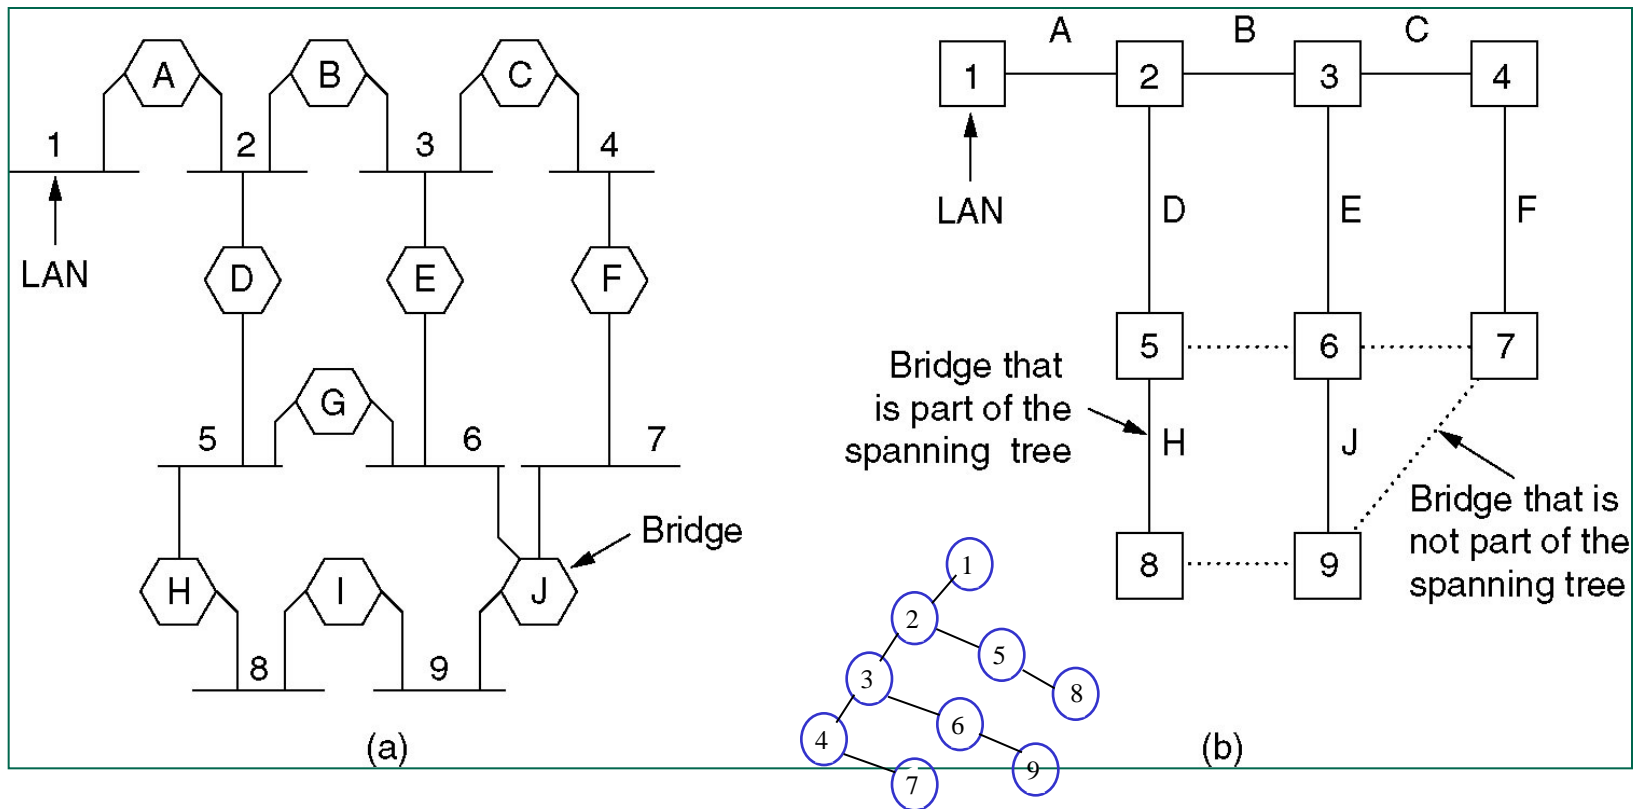 A
B
C
1
2
3
4
LAN
D
E
F
G
5
6
7
Bridge
H
I
J
8
9
(a)
A
B
C
1
2
3
4
LAN
D
E
F
5
6
7
Bridge that
is part of the
spanning tree
H
J
Bridge that is
not part of the
spanning tree
8
9
1
2
5
3
8
6
4
9
7
(b)